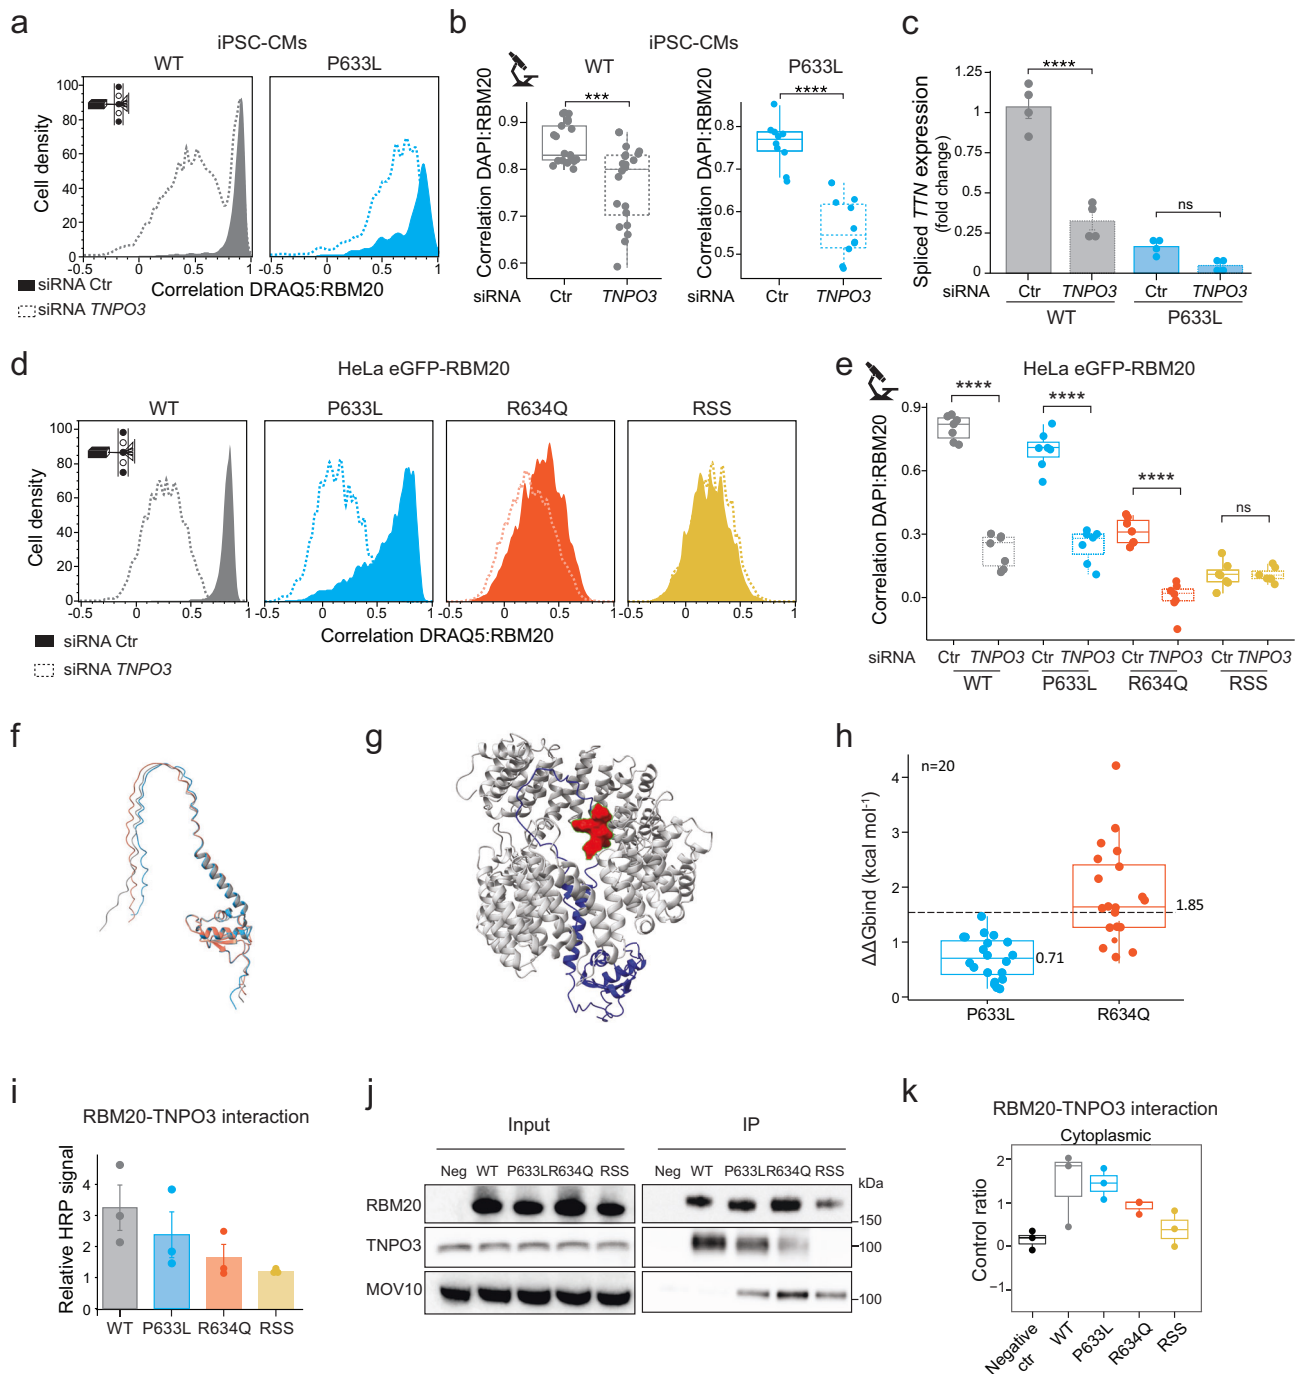 a
iPSC-CMs
WT
P633L
Cell density
100
80
60
40
20
0
-0.5
0
0.5
1
-0.5
0
0.5
1
Correlation DRAQ5:RBM20
siRNA Ctr
siRNA TNPO3
b
iPSC-CMs
WT
P633L
Correlation DAPI:RBM20
0.9
0.8
0.7
0.6
***
Correlation DAPI:RBM20
0.8
0.7
0.6
0.5
****
siRNA Ctr TNPO3 Ctr TNPO3
c
Spliced TTN expression
(fold change)
1.25
1
0.75
0.5
0.25
0
****
ns
siRNA Ctr TNPO3 Ctr TNPO3
WT P633L
d
HeLa eGFP-RBM20
WT P633L R634Q RSS
Cell density
100
80
60
40
20
0
-0.5 0 0.5 1 -0.5 0 0.5 1 -0.5 0 0.5 1 -0.5 0 0.5 1
Correlation DRAQ5:RBM20
siRNA Ctr
siRNA TNPO3
e
HeLa eGFP-RBM20
Correlation DAPI:RBM20
0.9
0.6
0.3
0.0
****
****
****
ns
siRNA Ctr TNPO3 Ctr TNPO3 Ctr TNPO3 Ctr TNPO3
WT P633L R634Q RSS
f
g
h
n=20
ΔΔGbind (kcal mol-1)
4
3
2
1
0
1.85
0.71
P633L R634Q
i
RBM20-TNPO3 interaction
Relative HRP signal
4
3
2
1
0
WT P633L R634Q RSS
j
Input IP
Neg WT P633L R634Q RSS Neg WT P633L R634Q RSS
kDa
RBM20
150
TNPO3
100
MOV10
100
k
RBM20-TNPO3 interaction
Cytoplasmic
Control ratio
2
1
0
−1
Negative
ctr
WT
P633L
R634Q
RSS